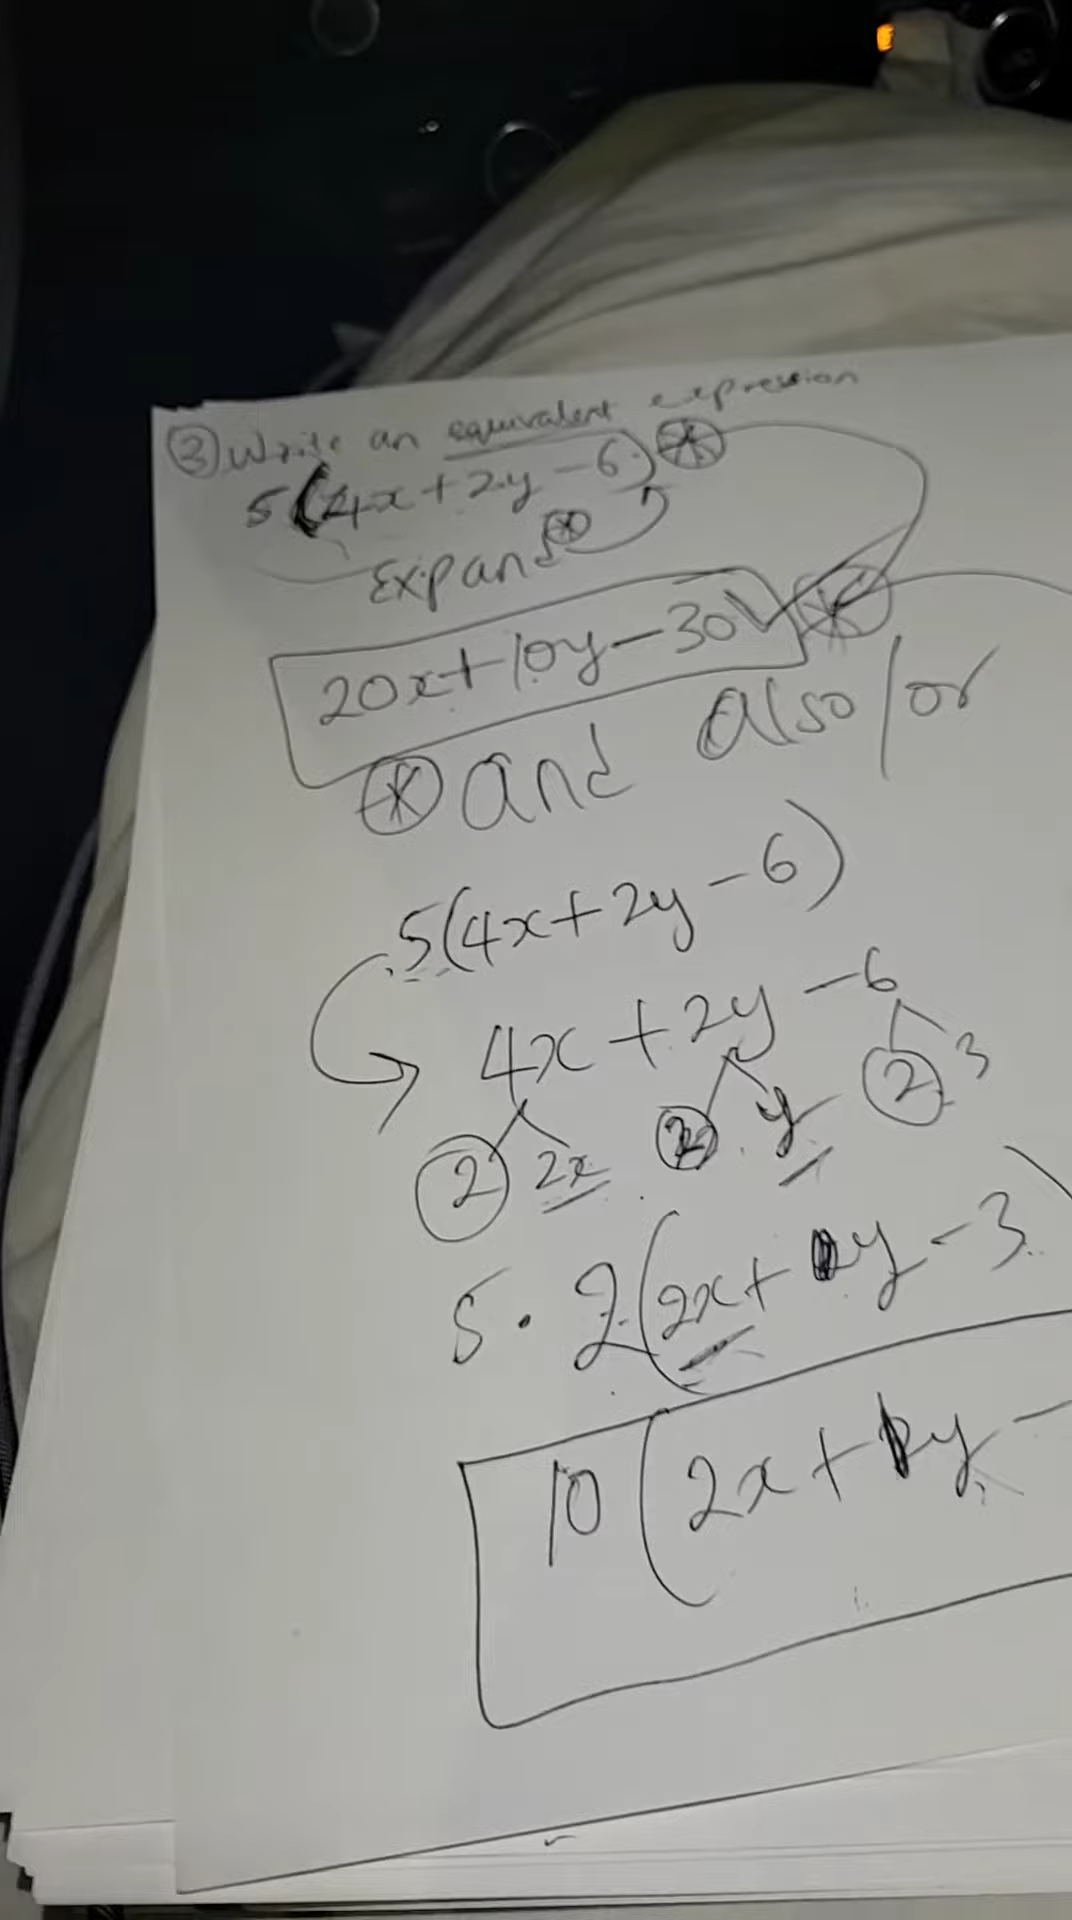 ③ Write an equivalent expression
5(4x+2y-6)
Expand
20x+10y-30
and also/or
5(4x+2y-6)
4x+2y-6
2 2x 2 y 2 3
5·2(2x+y-3)
10(2x+y-